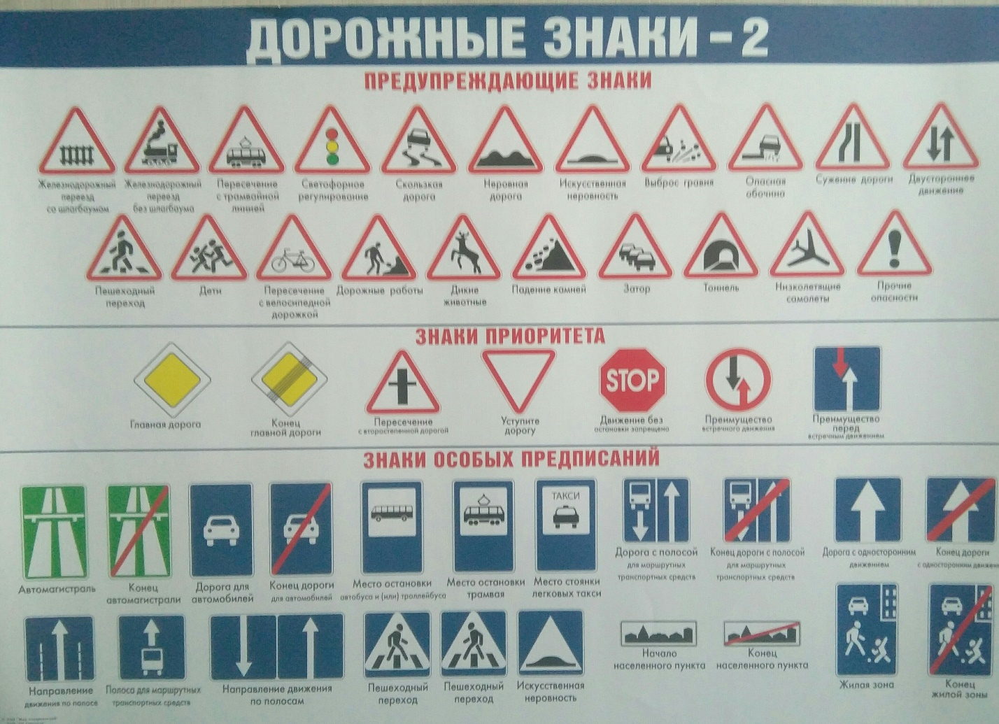 ДОРОЖНЫЕ ЗНАКИ – 2
ПРЕДУПРЕЖДАЮЩИЕ ЗНАКИ
Железнодорожный
переезд
со шлагбаумом
Железнодорожный
переезд
без шлагбаума
Пересечение
с трамвайной
линией
Светофорное
регулирование
Скользкая
дорога
Неровная
дорога
Искусственная
неровность
Выброс гравия
Опасная
обочина
Сужение дороги
Двустороннее
движение
Пешеходный
переход
Дети
Пересечение
с велосипедной
дорожкой
Дорожные работы
Дикие
животные
Падение камней
Затор
Тоннель
Низколетящие
самолеты
Прочие
опасности
ЗНАКИ ПРИОРИТЕТА
Главная дорога
Конец
главной дороги
Пересечение
с второстепенной дорогой
Уступите
дорогу
STOP
Движение без
остановки запрещено
Преимущество
встречного движения
Преимущество
перед
встречным движением
ЗНАКИ ОСОБЫХ ПРЕДПИСАНИЙ
Автомагистраль
Конец
автомагистрали
Дорога для
автомобилей
Конец дороги
для автомобилей
Место остановки
автобуса и (или) троллейбуса
Место остановки
трамвая
ТАКСИ
Место стоянки
легковых такси
Дорога с полосой
для маршрутных
транспортных средств
Конец дороги с полосой
для маршрутных
транспортных средств
Дорога с односторонним
движением
Конец дороги
с односторонним
Направление
движения по полосе
Полоса для маршрутных
транспортных средств
Направление движения
по полосам
Пешеходный
переход
Пешеходный
переход
Искусственная
неровность
Начало
населенного пункта
Конец
населенного пункта
Жилая зона
Конец
жилой зоны